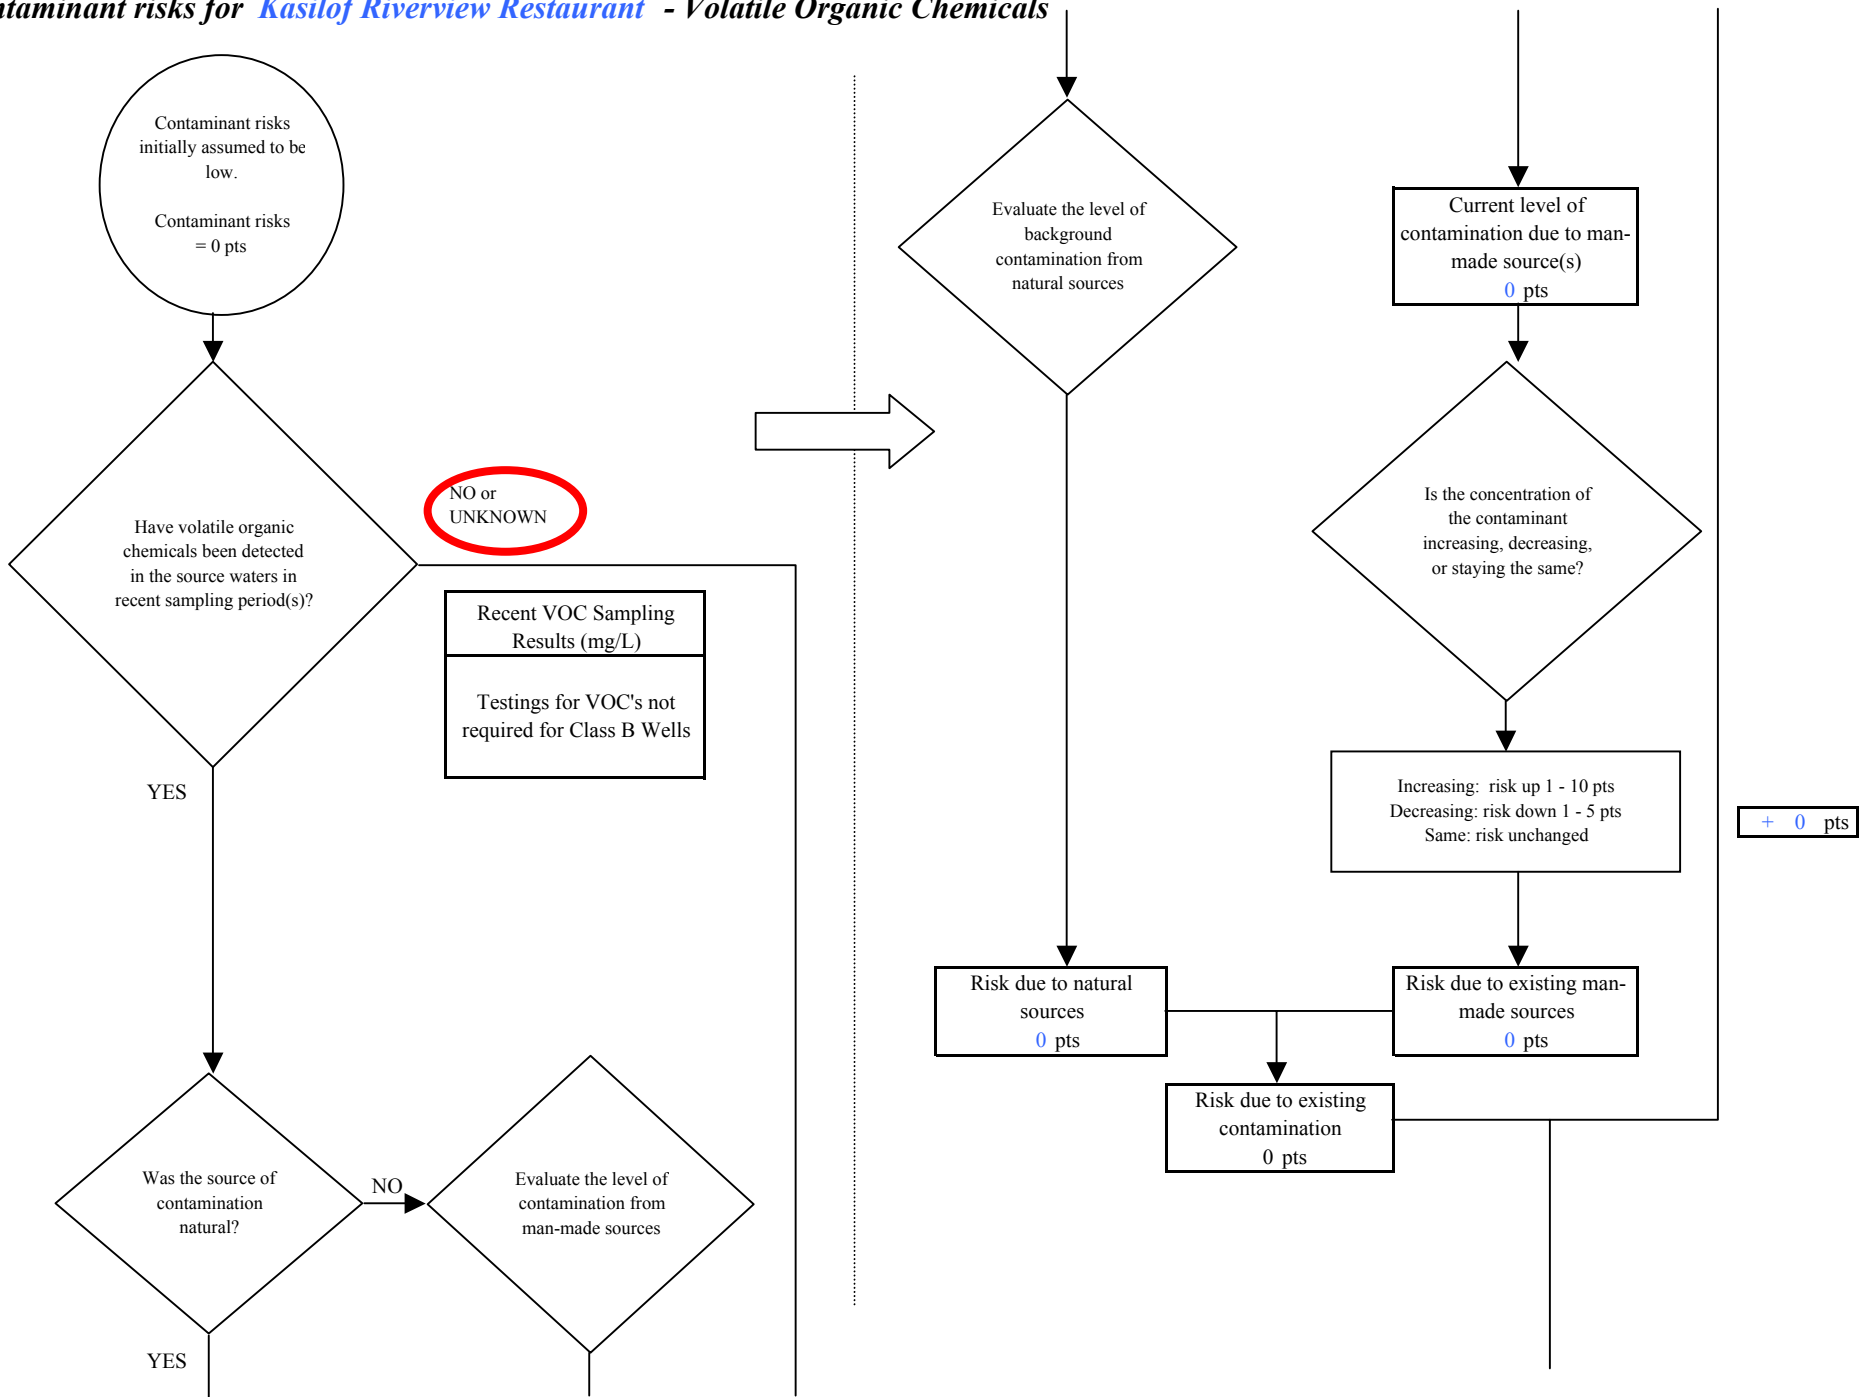 ntaminant risks for Kasilof Riverview Restaurant - Volatile Organic Chemicals
Contaminant risks
initially assumed to be
low.
Contaminant risks
= 0 pts
Have volatile organic
chemicals been detected
in the source waters in
recent sampling period(s)?
NO or
UNKNOWN
Recent VOC Sampling
Results (mg/L)
Testings for VOC's not
required for Class B Wells
YES
Was the source of
contamination
natural?
NO
Evaluate the level of
contamination from
man-made sources
YES
Evaluate the level of
background
contamination from
natural sources
Current level of
contamination due to man-
made source(s)
0 pts
Is the concentration of
the contaminant
increasing, decreasing,
or staying the same?
Increasing: risk up 1 - 10 pts
Decreasing: risk down 1 - 5 pts
Same: risk unchanged
+ 0 pts
Risk due to natural
sources
0 pts
Risk due to existing man-
made sources
0 pts
Risk due to existing
contamination
0 pts